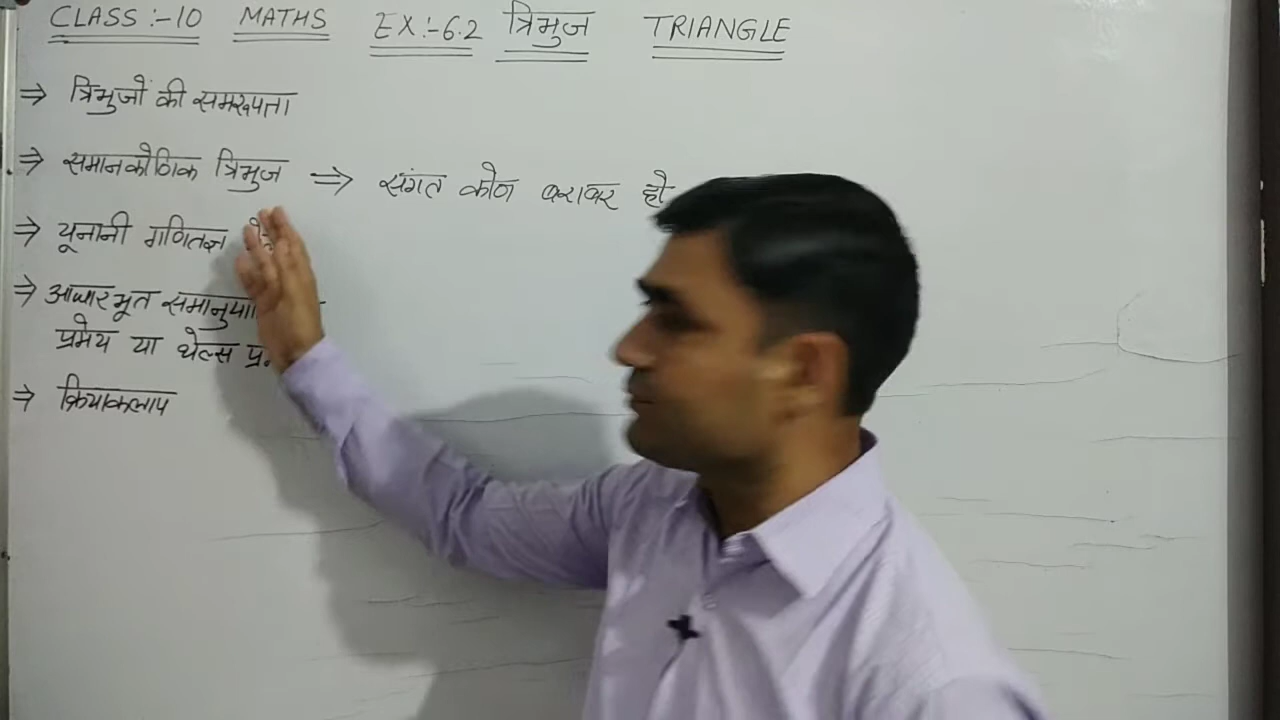 CLASS :- 10 MATHS EX :- 6.2 त्रिभुज TRIANGLE
⇒ त्रिभुजों की समरूपता
⇒ समानकोणिक त्रिभुज ⇒ संगत कोण बराबर हो
⇒ यूनानी गणितज्ञ
⇒ आधारभूत
प्रमेय या थेल्स
⇒ क्रियाकलाप